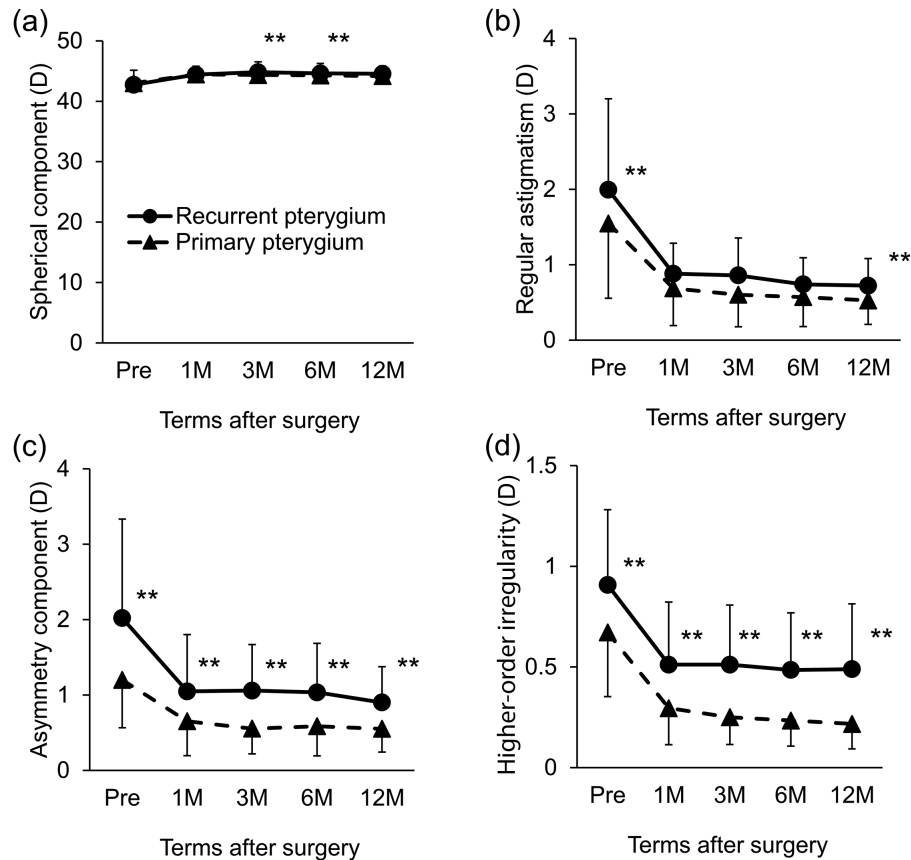 (a)
Spherical component (D)
50
40
30
20
10
0
** **
Recurrent pterygium
Primary pterygium
Pre 1M 3M 6M 12M
Terms after surgery
(b)
Regular astigmatism (D)
4
3
2
1
0
**
**
Pre 1M 3M 6M 12M
Terms after surgery
(c)
Asymmetry component (D)
4
3
2
1
0
**
** ** ** **
Pre 1M 3M 6M 12M
Terms after surgery
(d)
Higher-order irregularity (D)
1.5
1
0.5
0
**
** ** ** **
Pre 1M 3M 6M 12M
Terms after surgery